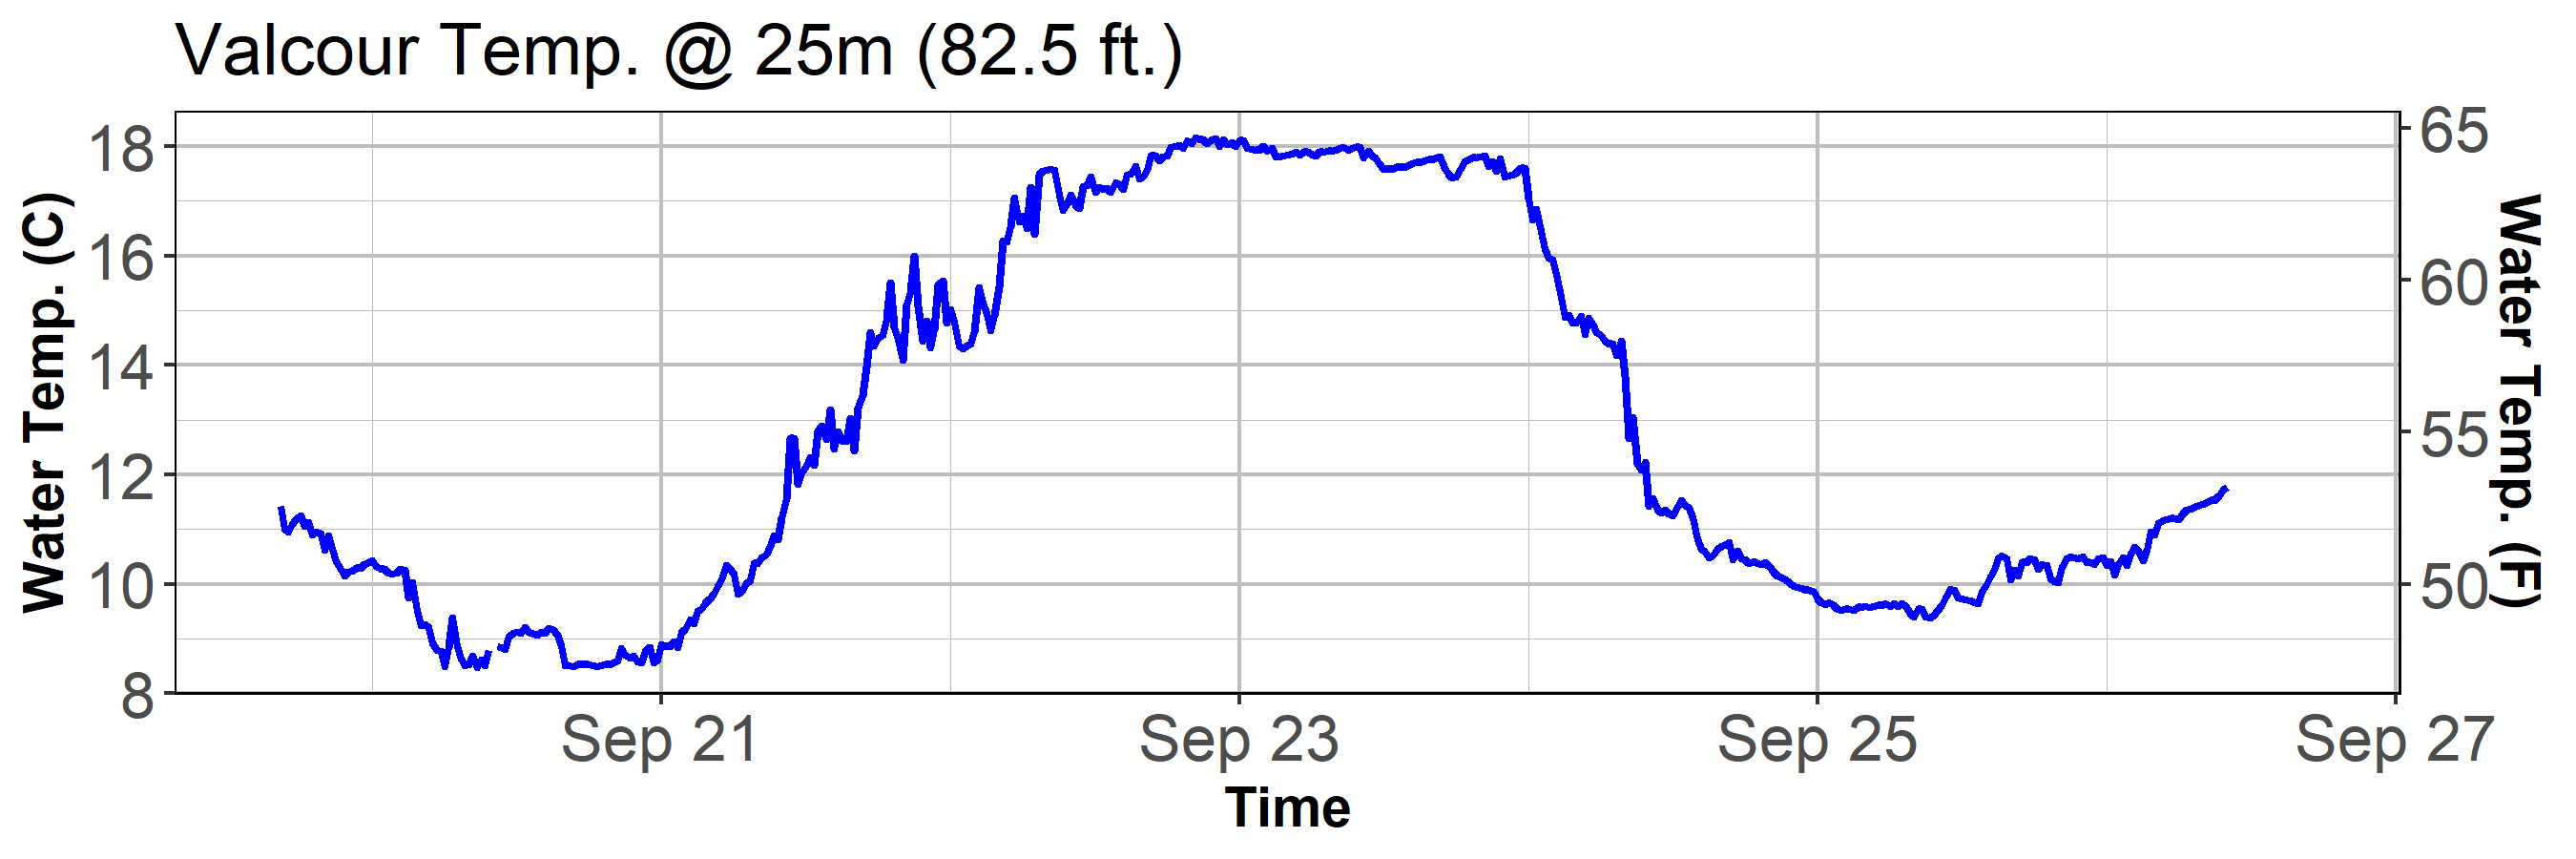 Valcour Temp. @ 25m (82.5 ft.)
Water Temp. (C)
18
16
14
12
10
8
65
60
55
50
Water Temp. (F)
Sep 21
Sep 23
Sep 25
Sep 27
Time